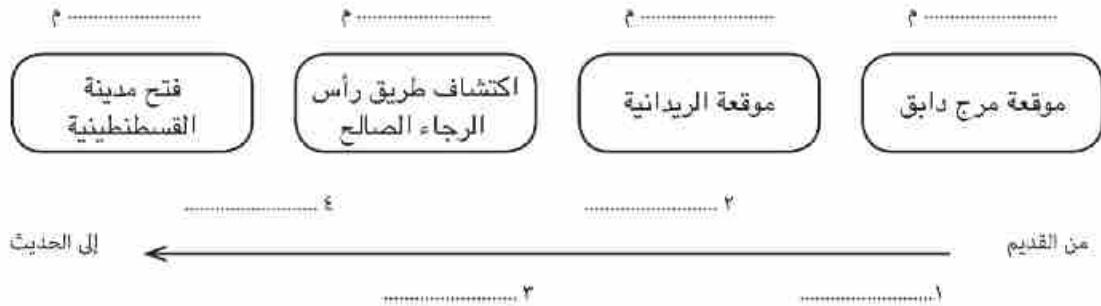 ................ م ................ م ................ م ................ م
موقعة مرج دابق
موقعة الريدانية
اكتشاف طريق رأس
الرجاء الصالح
فتح مدينة
القسطنطينية
٢ ................ ٤ ................
من القديم إلى الحديث
١ ................ ٣ ................